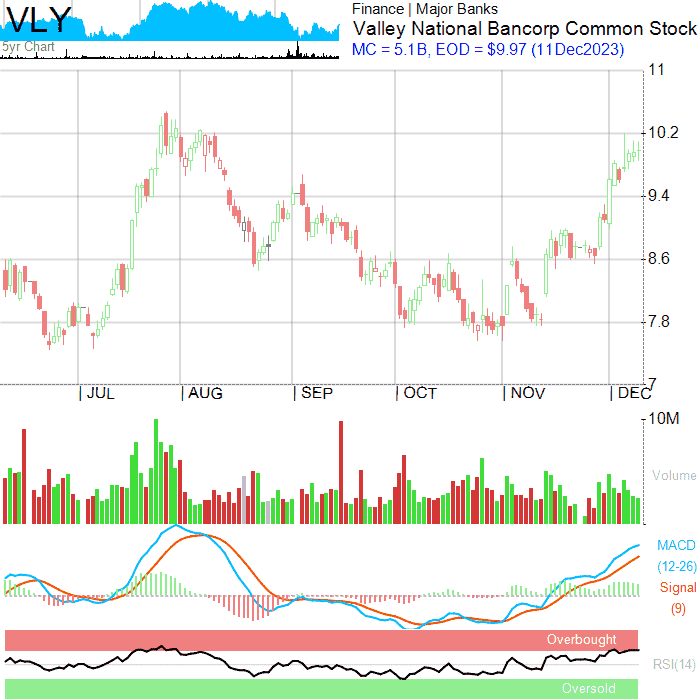 VLY
5yr Chart
Finance | Major Banks
Valley National Bancorp Common Stock
MC = 5.1B, EOD = $9.97 (11Dec2023)
11
10.2
9.4
8.6
7.8
7
JUL AUG SEP OCT NOV DEC
10M
Volume
MACD
(12-26)
Signal
(9)
Overbought
RSI(14)
Oversold